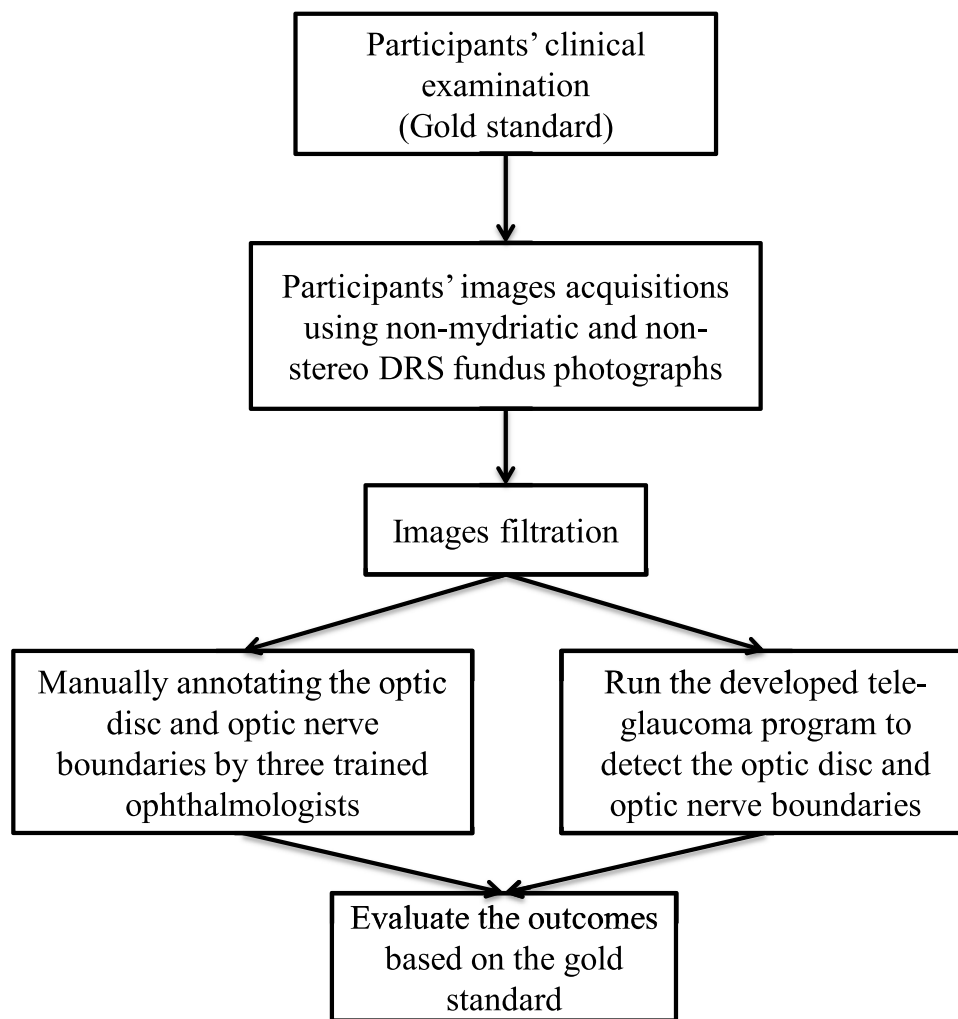 Participants’ clinical
examination
(Gold standard)
Participants’ images acquisitions
using non-mydriatic and non-
stereo DRS fundus photographs
Images filtration
Manually annotating the optic
disc and optic nerve
boundaries by three trained
ophthalmologists
Run the developed tele-
glaucoma program to
detect the optic disc and
optic nerve boundaries
Evaluate the outcomes
based on the gold
standard